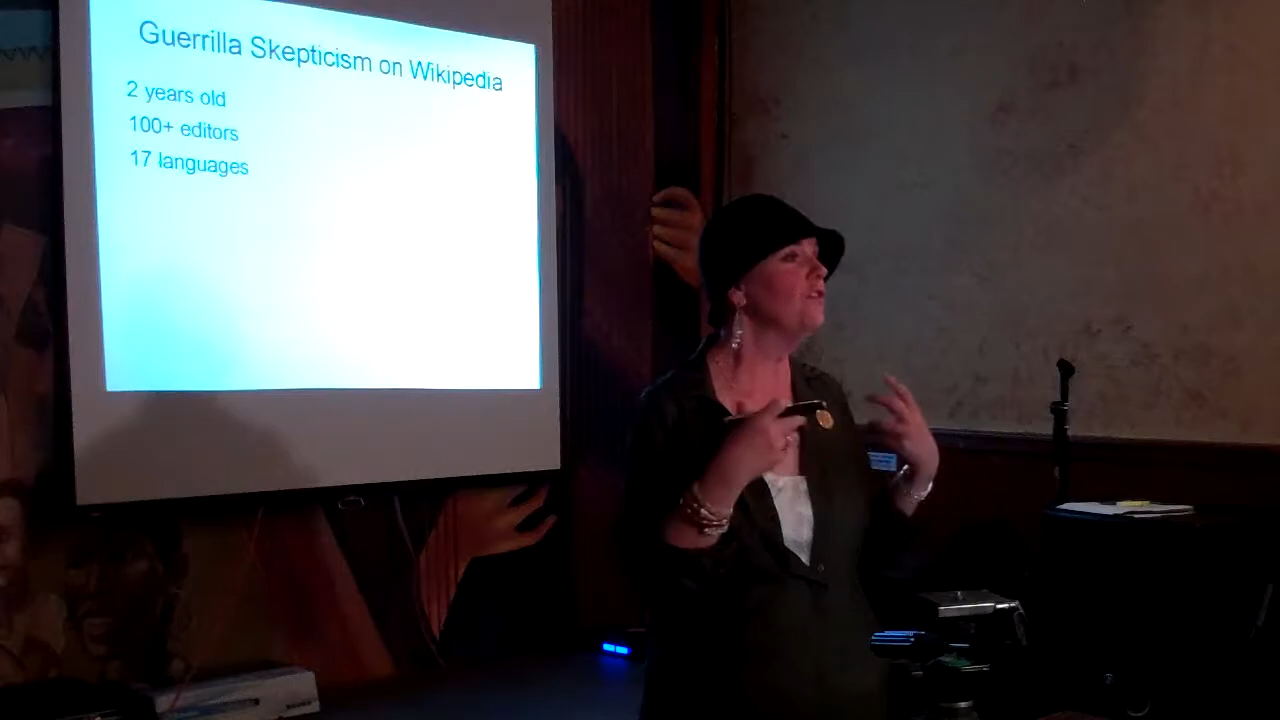 Guerrilla Skepticism on Wikipedia
2 years old
100+ editors
17 languages